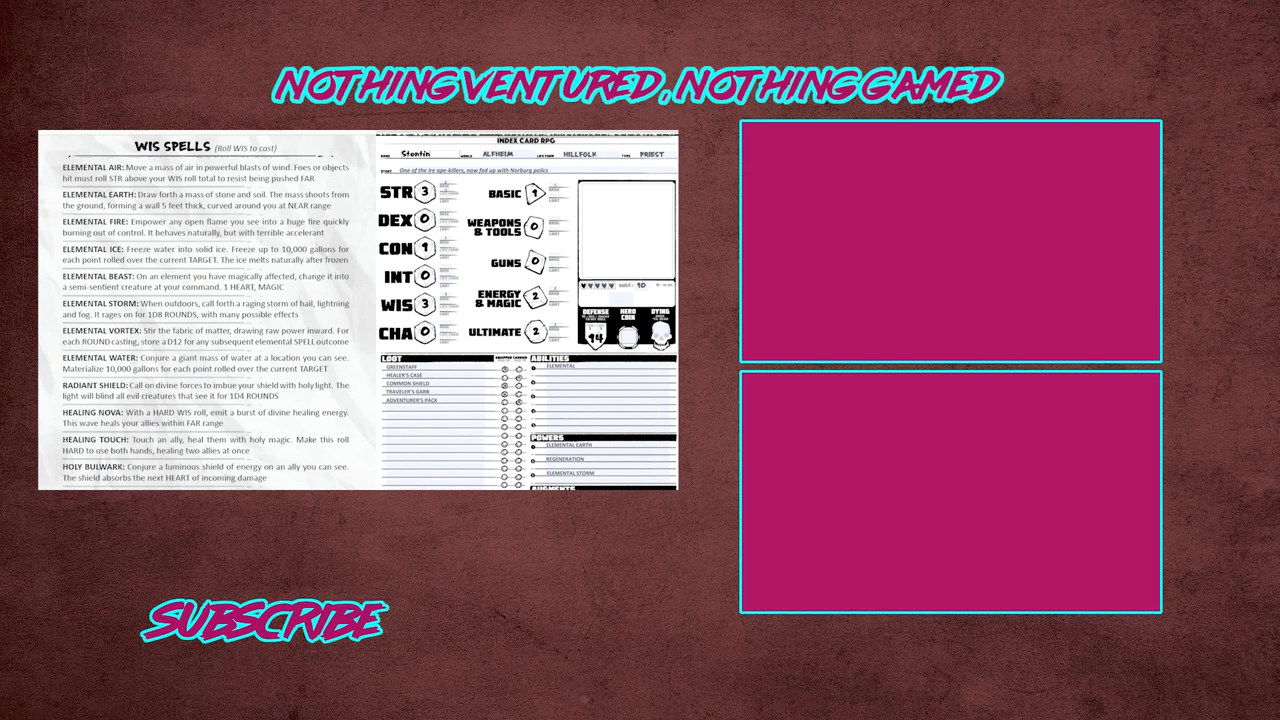 NOTHING VENTURED, NOTHING GAMED
WIS SPELLS (Roll WIS to cast)
ELEMENTAL AIR: Move a mass of air in powerful blasts of wind. Foes or objects
hit must roll STR above your WIS roll total to resist being pushed FAR
ELEMENTAL EARTH: Draw forth a mass of stone and soil. The mass shoots from
the ground, forming a wall 5 feet thick, curved around you at NEAR range
ELEMENTAL FIRE: Empower any open flame you see into a huge fire quickly
burning out of control. It behaves naturally, but with terrible accelerant
ELEMENTAL ICE: Freeze water into solid ice. Freeze up to 10,000 gallons for
each point rolled over the current TARGET. The ice melts naturally after frozen
ELEMENTAL BEAST: On an element you have magically affected, change it into
a semi-sentient creature at your command. 1 HEART, MAGIC
ELEMENTAL STORM: When outdoors, call forth a raging storm of hail, lightning
and fog. It rages on for 1D8 ROUNDS, with many possible effects
ELEMENTAL VORTEX: Stir the fabric of matter, drawing raw power inward. For
each ROUND casting, store a D12 for any subsequent elemental SPELL outcome
ELEMENTAL WATER: Conjure a giant mass of water at a location you can see.
Materialize 10,000 gallons for each point rolled over the current TARGET
RADIANT SHIELD: Call on divine forces to imbue your shield with holy light. The
light will blind all evil creatures that see it for 1D4 ROUNDS
HEALING NOVA: With a HARD WIS roll, emit a burst of divine healing energy.
This wave heals your allies within FAR range
HEALING TOUCH: Touch an ally, heal them with holy magic. Make this roll
HARD to use both hands, healing two allies at once
HOLY BULWARK: Conjure a luminous shield of energy on an ally you can see.
The shield absorbs the next HEART of incoming damage
INDEX CARD RPG
NAME Stontin WORLD ALFHEIM LIFE FORM HILLFOLK TYPE PRIEST
STORY One of the Ire ape-killers, now fed up with Norburg polics
STR 3
DEX 0
CON 1
INT 0
WIS 3
CHA 0
BASIC 1
WEAPONS
& TOOLS 0
GUNS 0
ENERGY
& MAGIC 2
ULTIMATE 2
MAX: 10
DEFENSE
14
HERO
COIN
DYING
LOOT
EQUIPPED CARRIED
GREENSTAFF
HEALER'S CASE
COMMON SHIELD
TRAVELER'S GARB
ADVENTURER'S PACK
ABILITIES
ELEMENTAL
POWERS
ELEMENTAL EARTH
REGENERATION
ELEMENTAL STORM
AUGMENTS
SUBSCRIBE